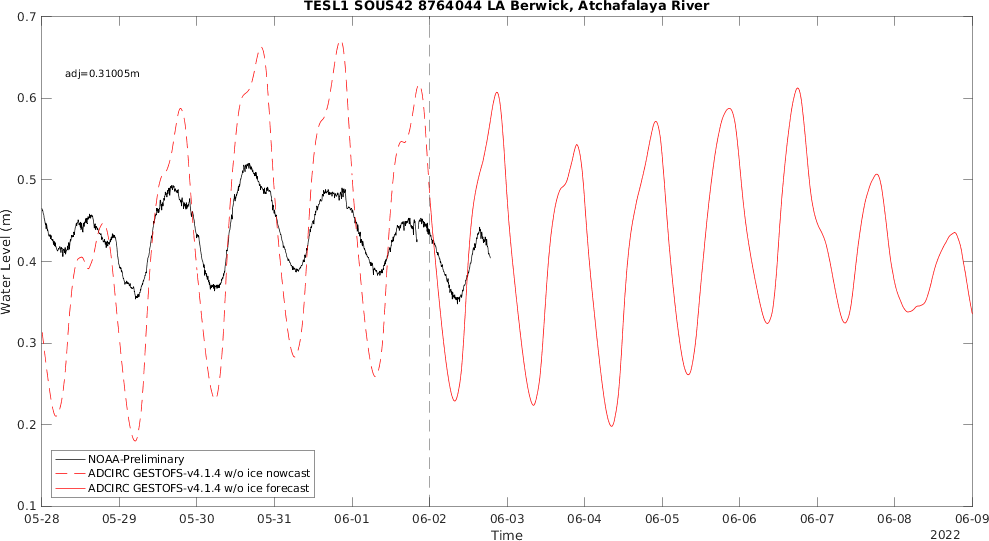 TESL1 SOUS42 8764044 LA Berwick, Atchafalaya River
0.7
0.6
0.5
0.4
0.3
0.2
0.1
Water Level (m)
adj=0.31005m
NOAA-Preliminary
ADCIRC GESTOFS-v4.1.4 w/o ice nowcast
ADCIRC GESTOFS-v4.1.4 w/o ice forecast
05-28 05-29 05-30 05-31 06-01 06-02 06-03 06-04 06-05 06-06 06-07 06-08 06-09
Time
2022